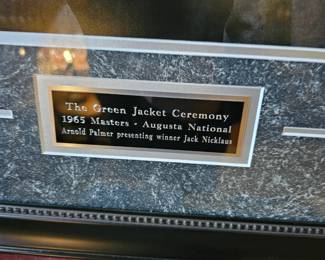 The Green Jacket Ceremony
1965 Masters • Augusta National
Arnold Palmer presenting winner Jack Nicklaus